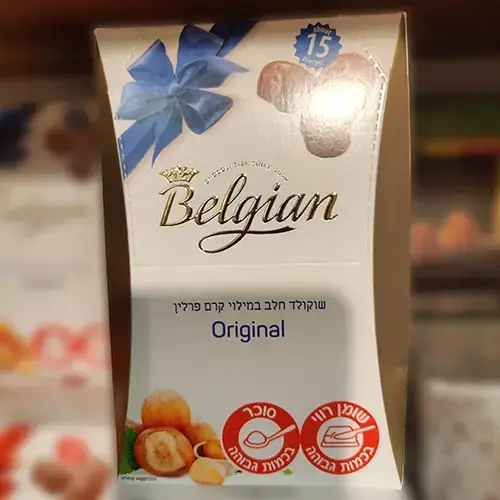 about
15
pieces
Belgian
שוקולד חלב במילוי קרם פרלין
Original
סוכר
בכמות גבוהה
שומן רווי
בכמות גבוהה